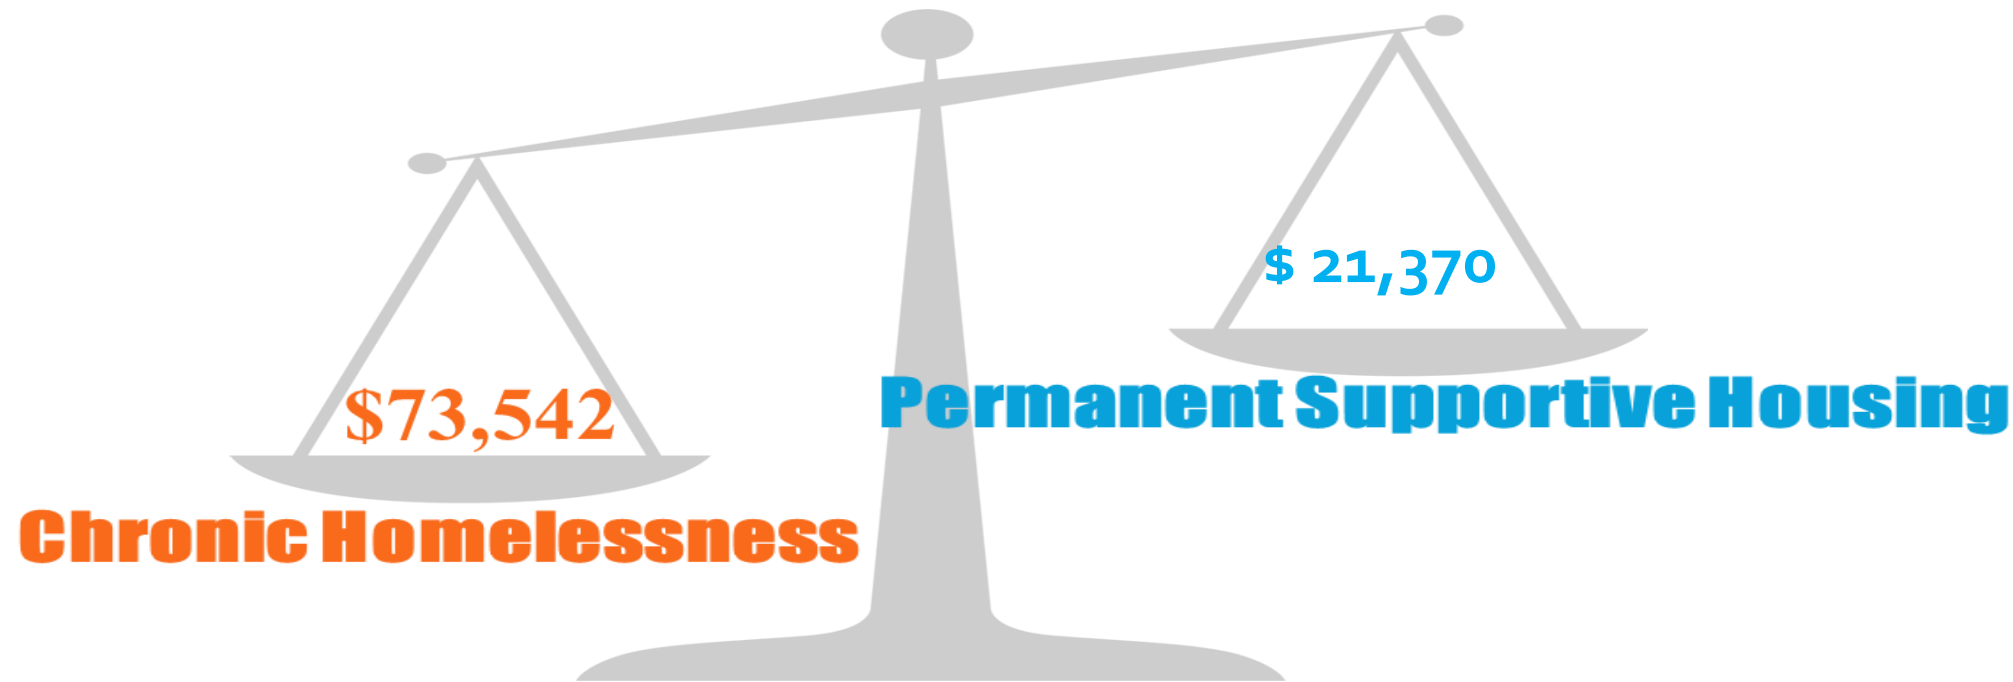 $ 21,370
Permanent Supportive Housing
$73,542
Chronic Homelessness